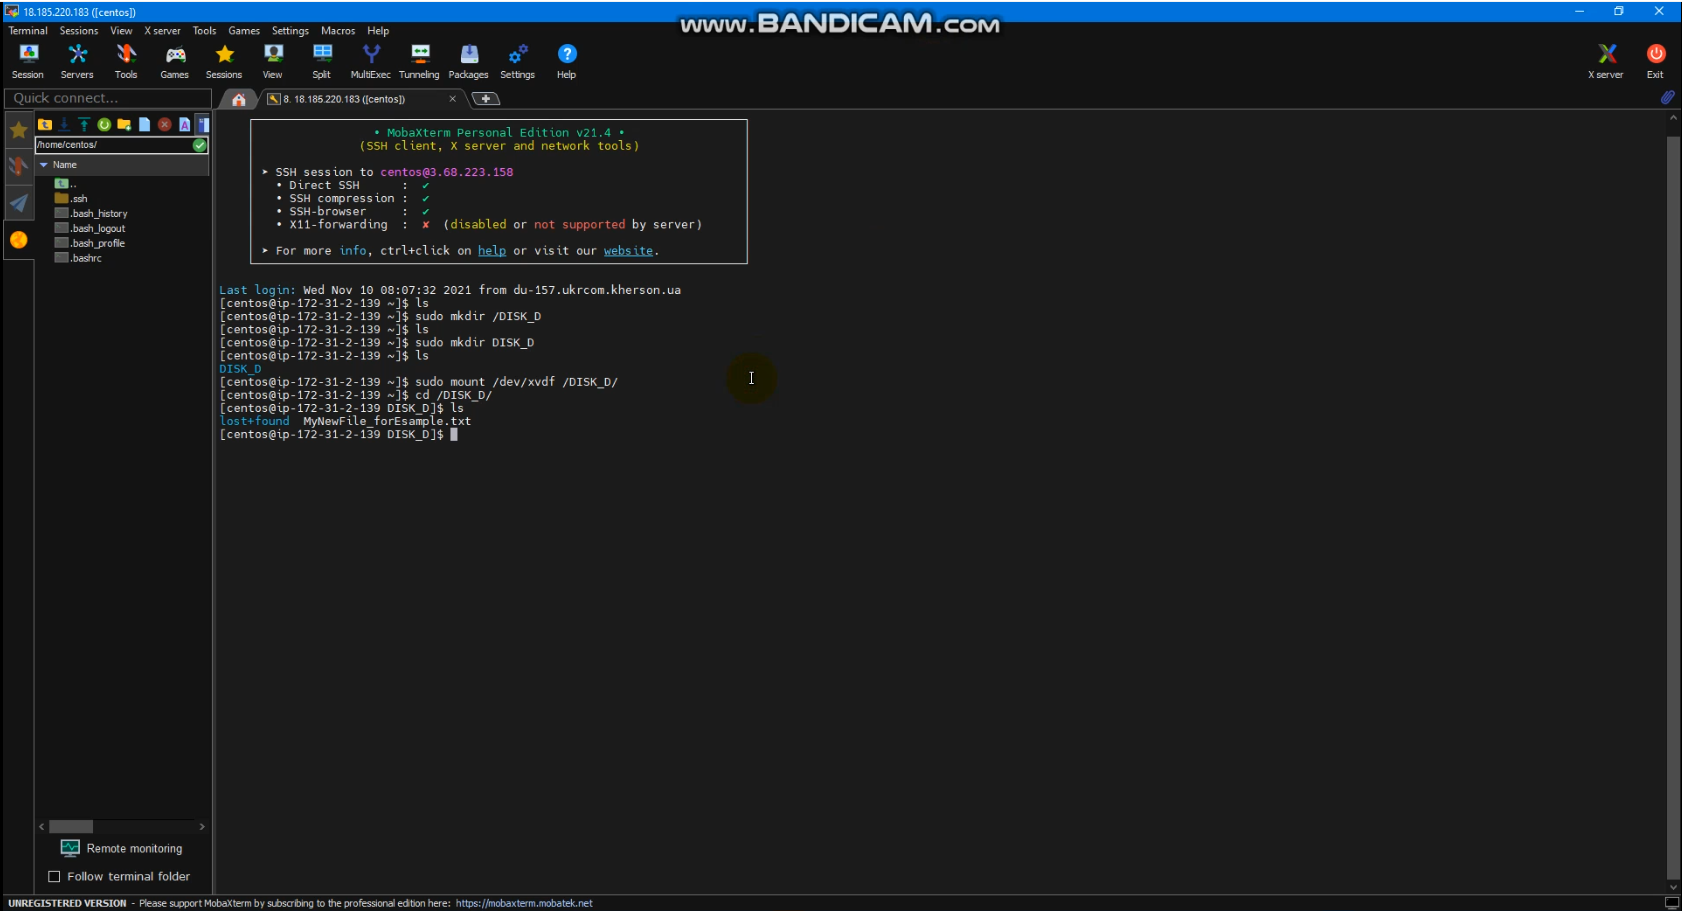 18.185.220.183 ([centos])
WWW.BANDICAM.COM
Terminal Sessions View X server Tools Games Settings Macros Help
Session Servers Tools Games Sessions View Split MultiExec Tunneling Packages Settings Help X server Exit
Quick connect...
8. 18.185.220.183 ([centos])
/home/centos/
Name
..
.ssh
.bash_history
.bash_logout
.bash_profile
.bashrc
• MobaXterm Personal Edition v21.4 •
(SSH client, X server and network tools)
➤ SSH session to centos@3.68.223.158
• Direct SSH : ✔
• SSH compression : ✔
• SSH-browser : ✔
• X11-forwarding : ✘ (disabled or not supported by server)
➤ For more info, ctrl+click on help or visit our website.
Last login: Wed Nov 10 08:07:32 2021 from du-157.ukrcom.kherson.ua
[centos@ip-172-31-2-139 ~]$ ls
[centos@ip-172-31-2-139 ~]$ sudo mkdir /DISK_D
[centos@ip-172-31-2-139 ~]$ ls
[centos@ip-172-31-2-139 ~]$ sudo mkdir DISK_D
[centos@ip-172-31-2-139 ~]$ ls
DISK_D
[centos@ip-172-31-2-139 ~]$ sudo mount /dev/xvdf /DISK_D/
[centos@ip-172-31-2-139 ~]$ cd /DISK_D/
[centos@ip-172-31-2-139 DISK_D]$ ls
lost+found MyNewFile_forEsample.txt
[centos@ip-172-31-2-139 DISK_D]$
Remote monitoring
Follow terminal folder
UNREGISTERED VERSION - Please support MobaXterm by subscribing to the professional edition here: https://mobaxterm.mobatek.net